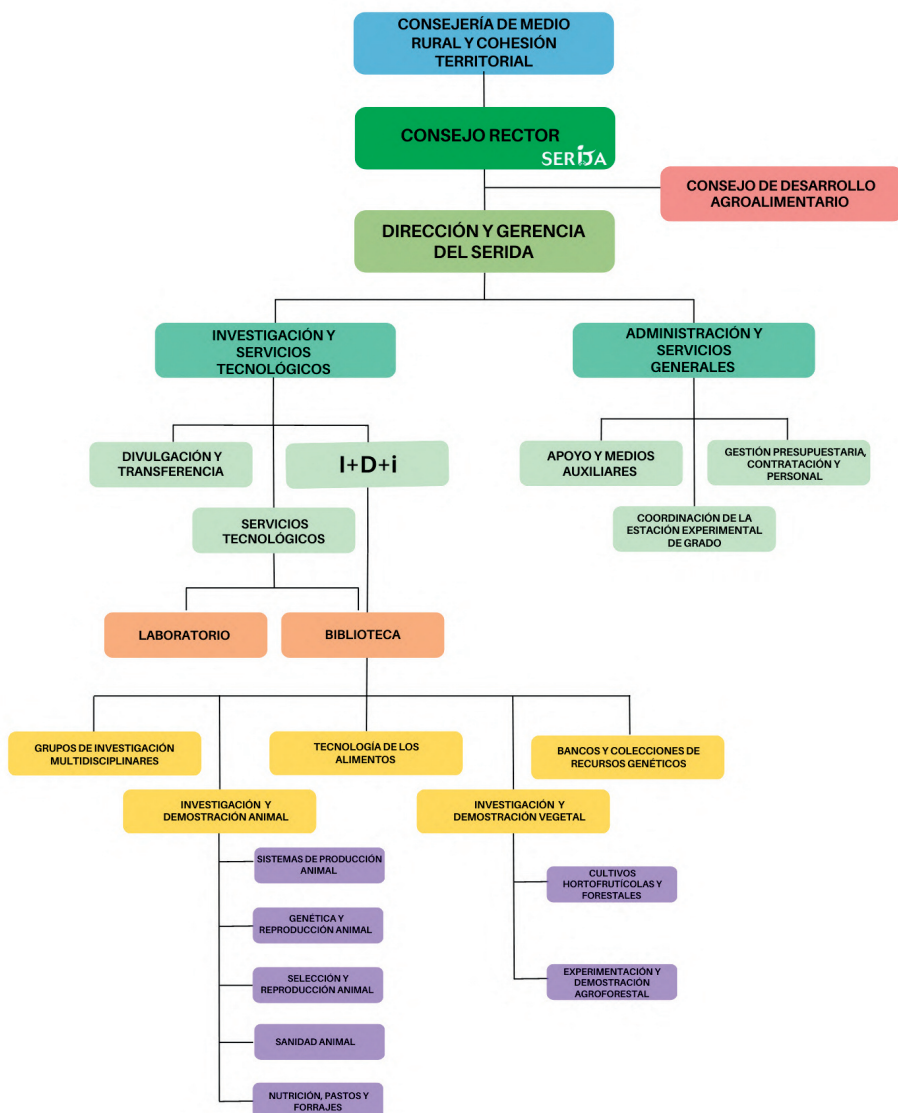 CONSEJERÍA DE MEDIO
RURAL Y COHESIÓN
TERRITORIAL
CONSEJO RECTOR
SERIDA
CONSEJO DE DESARROLLO
AGROALIMENTARIO
DIRECCIÓN Y GERENCIA
DEL SERIDA
INVESTIGACIÓN Y
SERVICIOS
TECNOLÓGICOS
ADMINISTRACIÓN Y
SERVICIOS
GENERALES
DIVULGACIÓN Y
TRANSFERENCIA
I+D+i
APOYO Y MEDIOS
AUXILIARES
GESTIÓN PRESUPUESTARIA,
CONTRATACIÓN Y
PERSONAL
SERVICIOS
TECNOLÓGICOS
COORDINACIÓN DE LA
ESTACIÓN EXPERIMENTAL
DE GRADO
LABORATORIO
BIBLIOTECA
GRUPOS DE INVESTIGACIÓN
MULTIDISCIPLINARES
TECNOLOGÍA DE LOS
ALIMENTOS
BANCOS Y COLECCIONES DE
RECURSOS GENÉTICOS
INVESTIGACIÓN Y
DEMOSTRACIÓN ANIMAL
INVESTIGACIÓN Y
DEMOSTRACIÓN VEGETAL
SISTEMAS DE PRODUCCIÓN
ANIMAL
GENÉTICA Y
REPRODUCCIÓN ANIMAL
SELECCIÓN Y
REPRODUCCIÓN ANIMAL
SANIDAD ANIMAL
NUTRICIÓN, PASTOS Y
FORRAJES
CULTIVOS
HORTOFRUTÍCOLAS Y
FORESTALES
EXPERIMENTACIÓN Y
DEMOSTRACIÓN
AGROFORESTAL